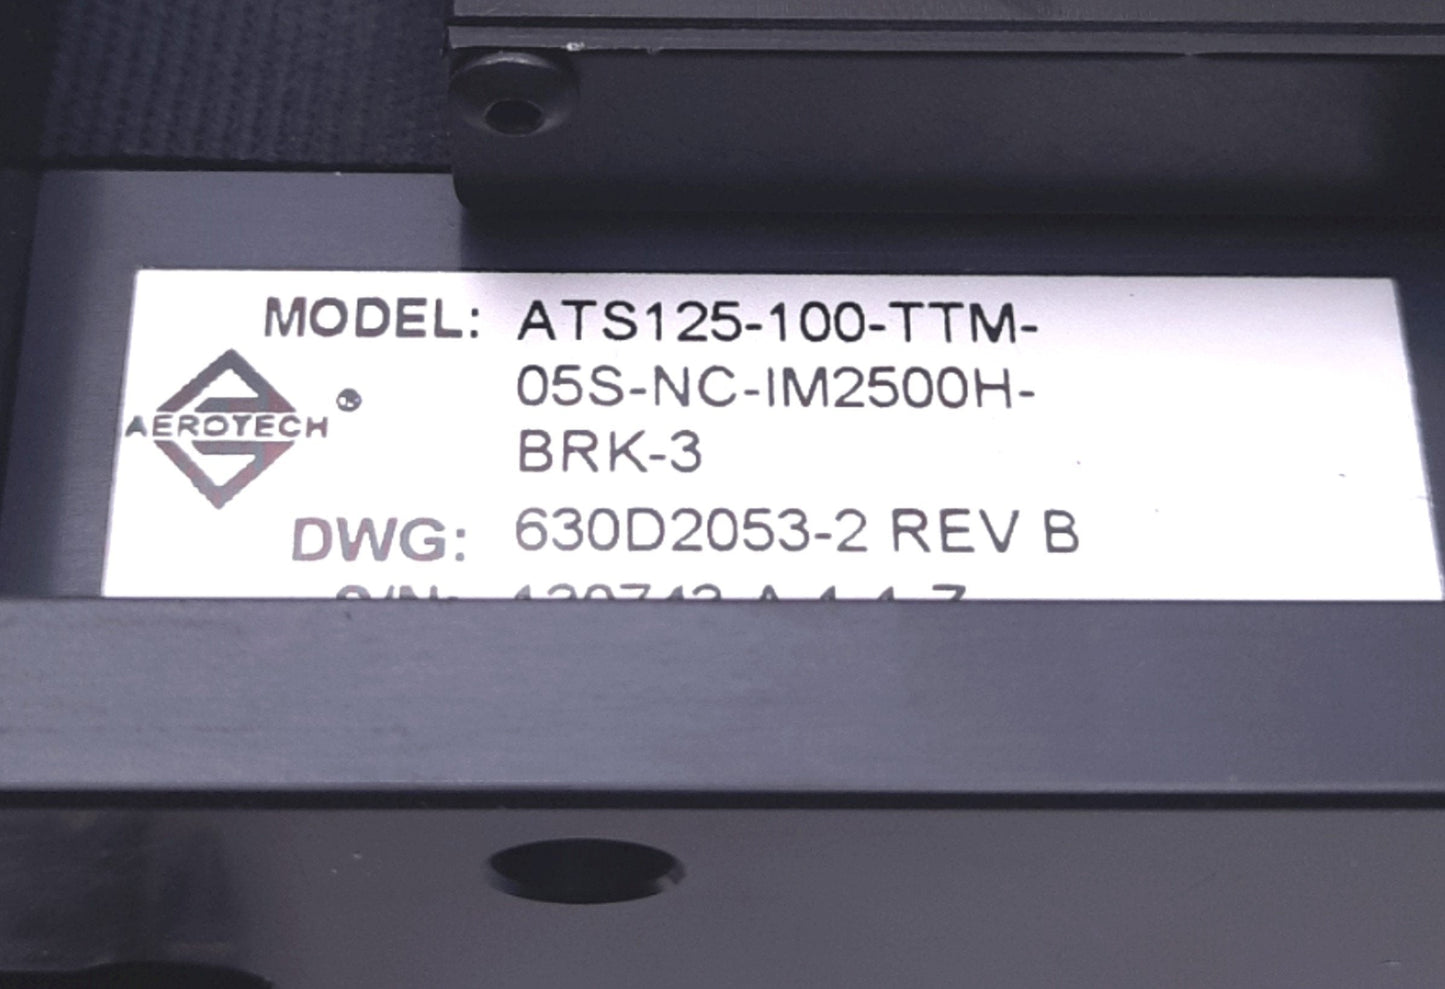 MODEL: ATS125-100-TTM-
05S-NC-IM2500H-
BRK-3
AEROTECH ®
DWG: 630D2053-2 REV B